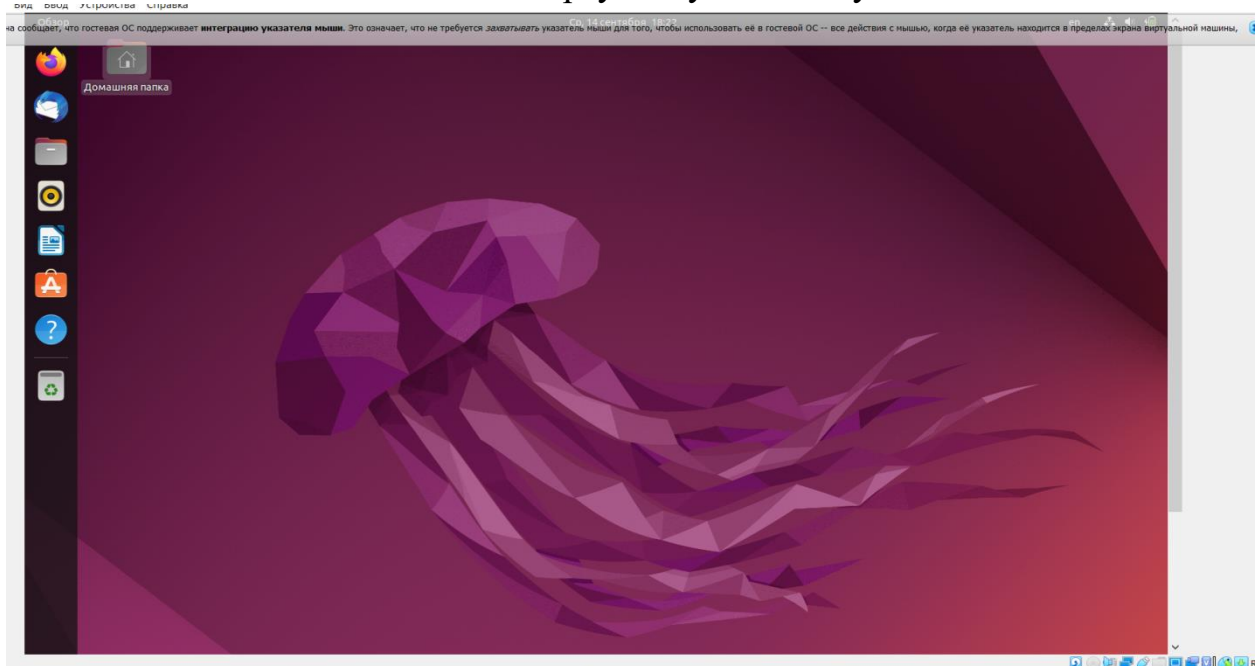 Вид Ввод Устройства Справка
Обзор Ср, 14 сентября 18:22 en
на сообщает, что гостевая ОС поддерживает интеграцию указателя мыши. Это означает, что не требуется захватывать указатель мыши для того, чтобы использовать её в гостевой ОС -- все действия с мышью, когда её указатель находится в пределах экрана виртуальной машины,
Домашняя папка